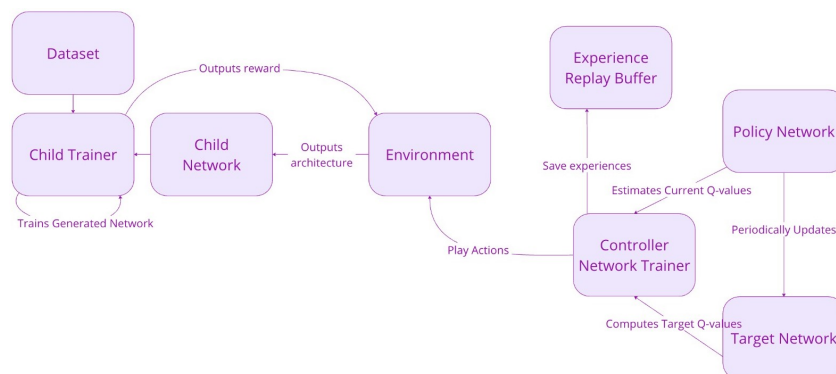 Dataset
Experience
Replay Buffer
Outputs reward
Policy Network
Child Trainer
Child
Network
Outputs
architecture
Environment
Save experiences
Estimates Current Q-values
Trains Generated Network
Play Actions
Controller
Network Trainer
Periodically Updates
Computes Target Q-values
Target Network